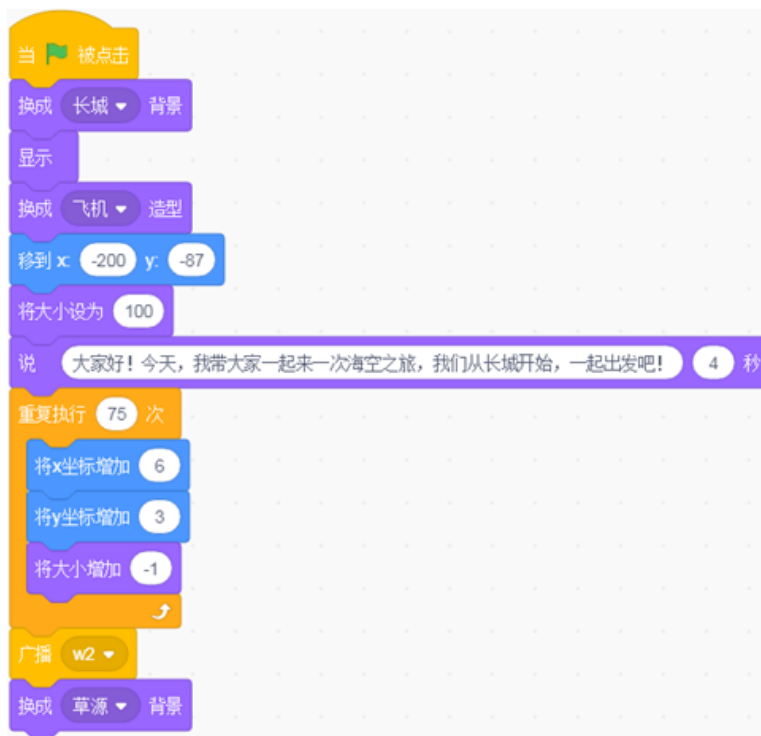 当 被点击
换成 长城 背景
显示
换成 飞机 造型
移到 x: -200 y: -87
将大小设为 100
说 大家好！今天，我带大家一起来一次海空之旅，我们从长城开始，一起出发吧！ 4 秒
重复执行 75 次
将x坐标增加 6
将y坐标增加 3
将大小增加 -1
广播 w2
换成 草源 背景